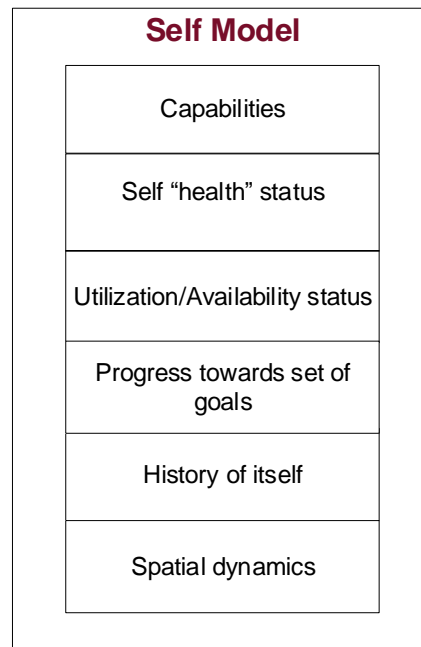 Self Model
Capabilities
Self “health” status
Utilization/Availability status
Progress towards set of
goals
History of itself
Spatial dynamics